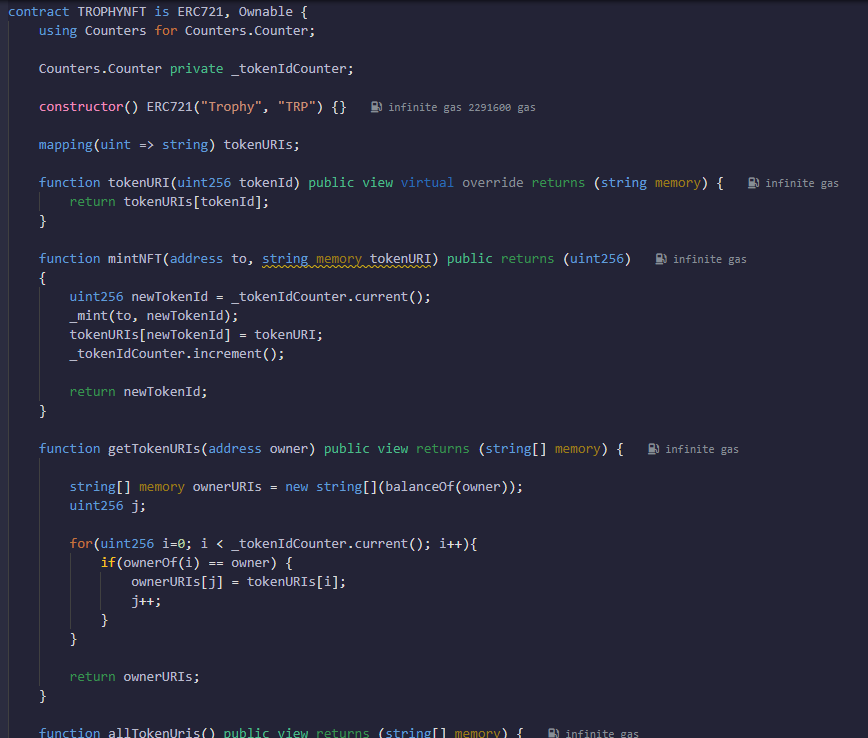 contract TROPHYNFT is ERC721, Ownable {
using Counters for Counters.Counter;
Counters.Counter private _tokenIdCounter;
constructor() ERC721("Trophy", "TRP") {} infinite gas 2291600 gas
mapping(uint => string) tokenURIs;
function tokenURI(uint256 tokenId) public view virtual override returns (string memory) { infinite gas
return tokenURIs[tokenId];
}
function mintNFT(address to, string memory tokenURI) public returns (uint256) infinite gas
{
uint256 newTokenId = _tokenIdCounter.current();
_mint(to, newTokenId);
tokenURIs[newTokenId] = tokenURI;
_tokenIdCounter.increment();
return newTokenId;
}
function getTokenURIs(address owner) public view returns (string[] memory) { infinite gas
string[] memory ownerURIs = new string[](balanceOf(owner));
uint256 j;
for(uint256 i=0; i < _tokenIdCounter.current(); i++){
if(ownerOf(i) == owner) {
ownerURIs[j] = tokenURIs[i];
j++;
}
}
return ownerURIs;
}
function allTokenUris() public view returns (string[] memory) { infinite gas